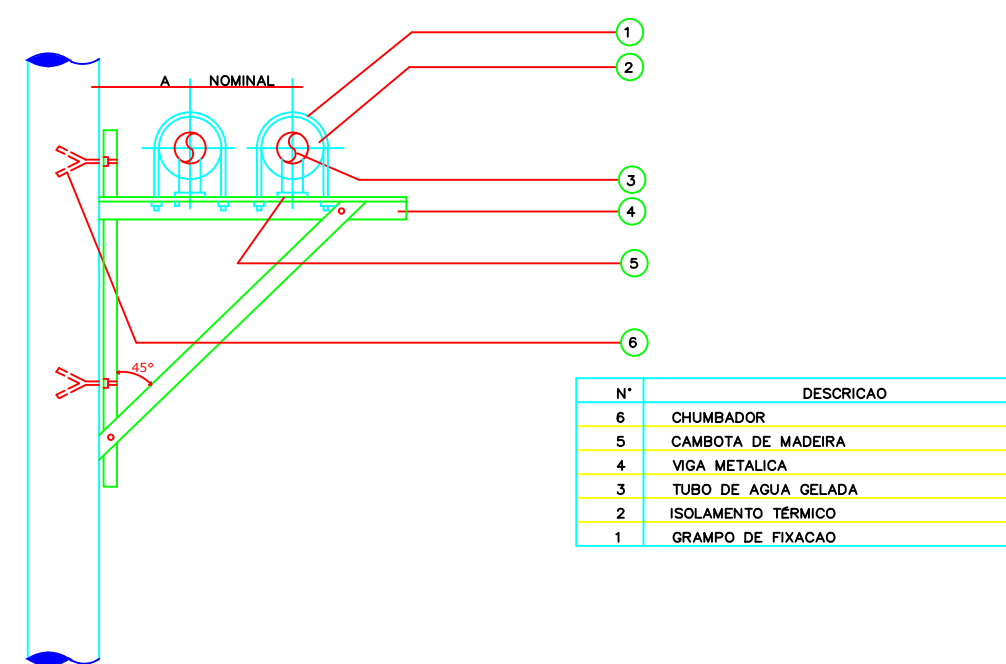 1
2
A NOMINAL
3
4
5
6
45°
N° DESCRICAO
6 CHUMBADOR
5 CAMBOTA DE MADEIRA
4 VIGA METALICA
3 TUBO DE AGUA GELADA
2 ISOLAMENTO TÉRMICO
1 GRAMPO DE FIXACAO